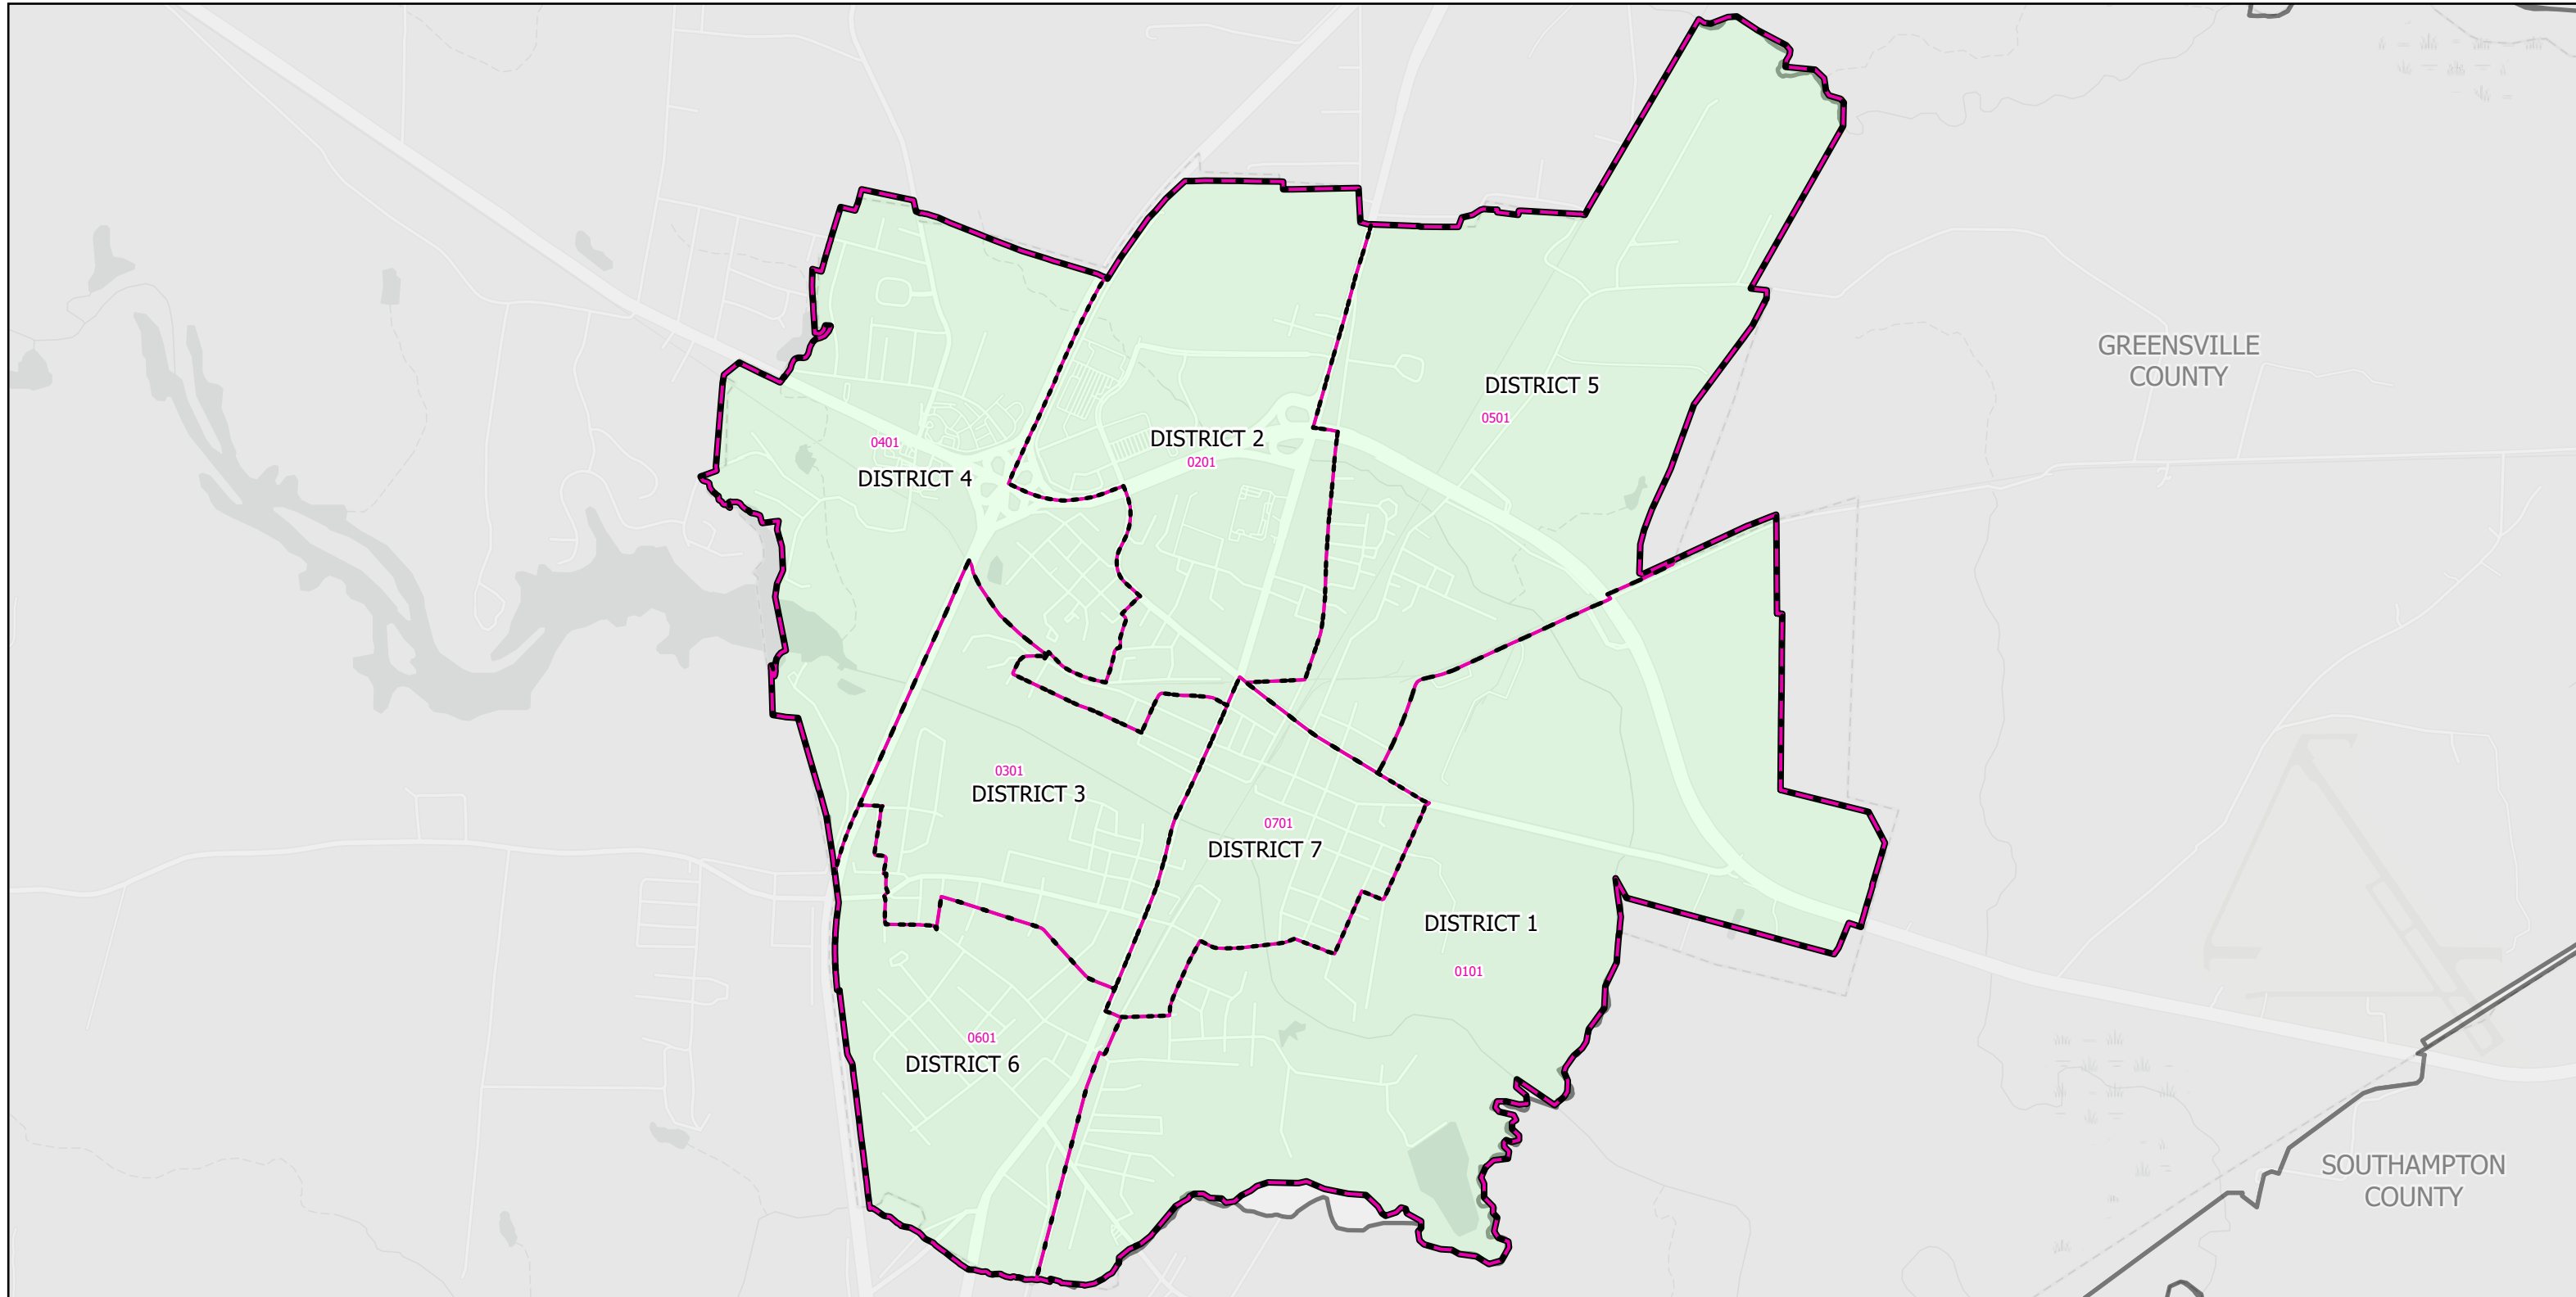 GREENSVILLE
COUNTY
DISTRICT 5
0501
DISTRICT 2
0201
0401
DISTRICT 4
0301
DISTRICT 3
0701
DISTRICT 7
DISTRICT 1
0101
0601
DISTRICT 6
SOUTHAMPTON
COUNTY